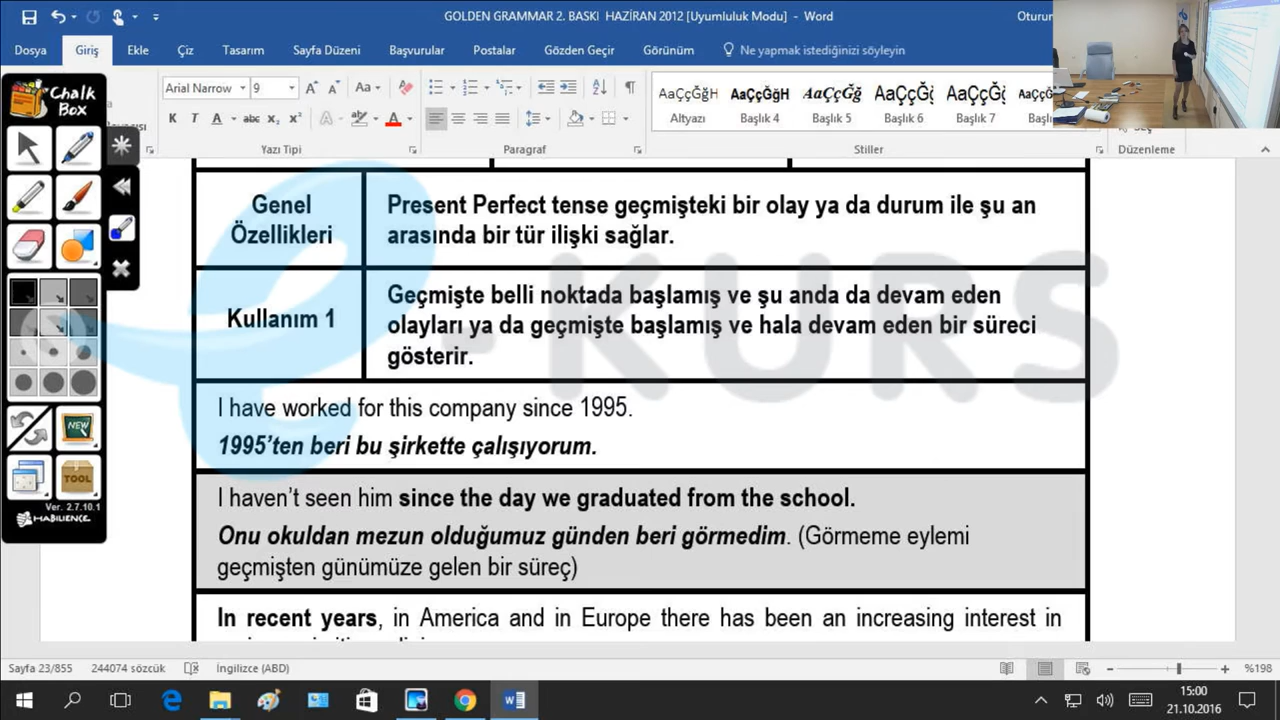 GOLDEN GRAMMAR 2. BASKI HAZİRAN 2012 [Uyumluluk Modu] - Word
Oturum
Dosya Giriş Ekle Çiz Tasarım Sayfa Düzeni Başvurular Postalar Gözden Geçir Görünüm Ne yapmak istediğinizi söyleyin
Chalk
Box
Arial Narrow 9 Aa
K T A abc x₂ x²
AaÇçĞğH AaÇçĞğH AaÇçĞğ AaÇçĞğ AaÇçĞğ
Altyazı Başlık 4 Başlık 5 Başlık 6 Başlık 7
Yazı Tipi Paragraf Stiller Düzenleme
Genel
Özellikleri
Present Perfect tense geçmişteki bir olay ya da durum ile şu an
arasında bir tür ilişki sağlar.
Kullanım 1
Geçmişte belli noktada başlamış ve şu anda da devam eden
olayları ya da geçmişte başlamış ve hala devam eden bir süreci
gösterir.
e-KURS
I have worked for this company since 1995.
1995’ten beri bu şirkette çalışıyorum.
I haven’t seen him since the day we graduated from the school.
Onu okuldan mezun olduğumuz günden beri görmedim. (Görmeme eylemi
geçmişten günümüze gelen bir süreç)
In recent years, in America and in Europe there has been an increasing interest in
NEW
TOOL
Ver. 2.7.10.1
MABILIENCE
Sayfa 23/855 244074 sözcük İngilizce (ABD) %198
15:00
21.10.2016